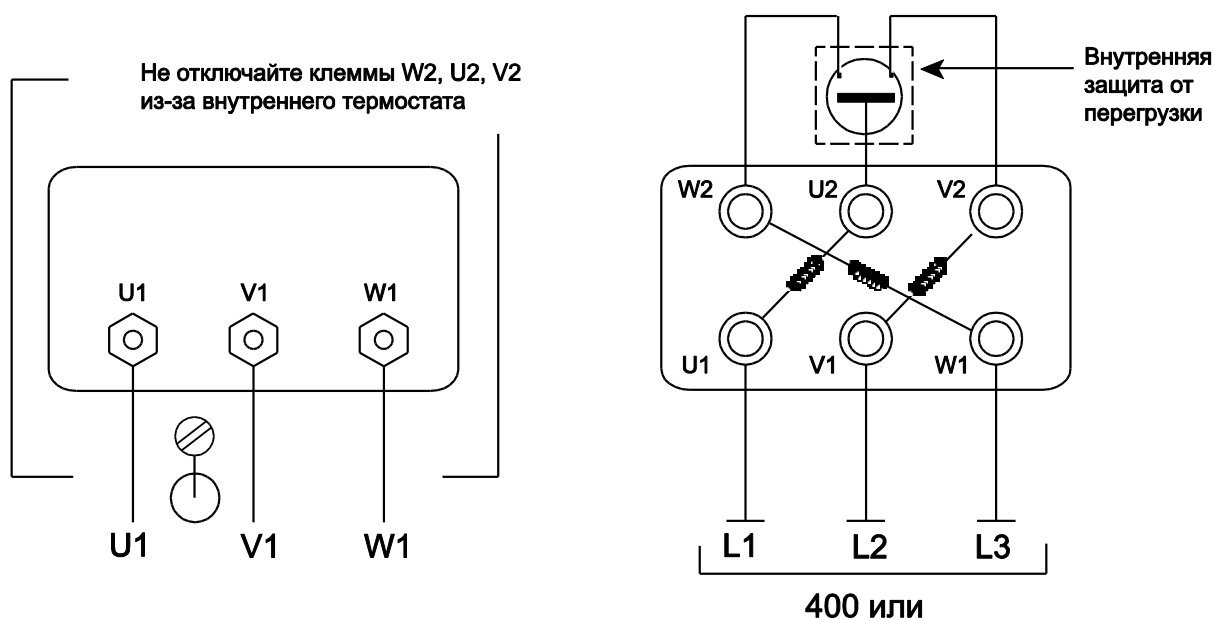 Не отключайте клеммы W2, U2, V2
из-за внутреннего термостата
U1 V1 W1
U1 V1 W1
Внутренняя
защита от
перегрузки
W2 U2 V2
U1 V1 W1
L1 L2 L3
400 или